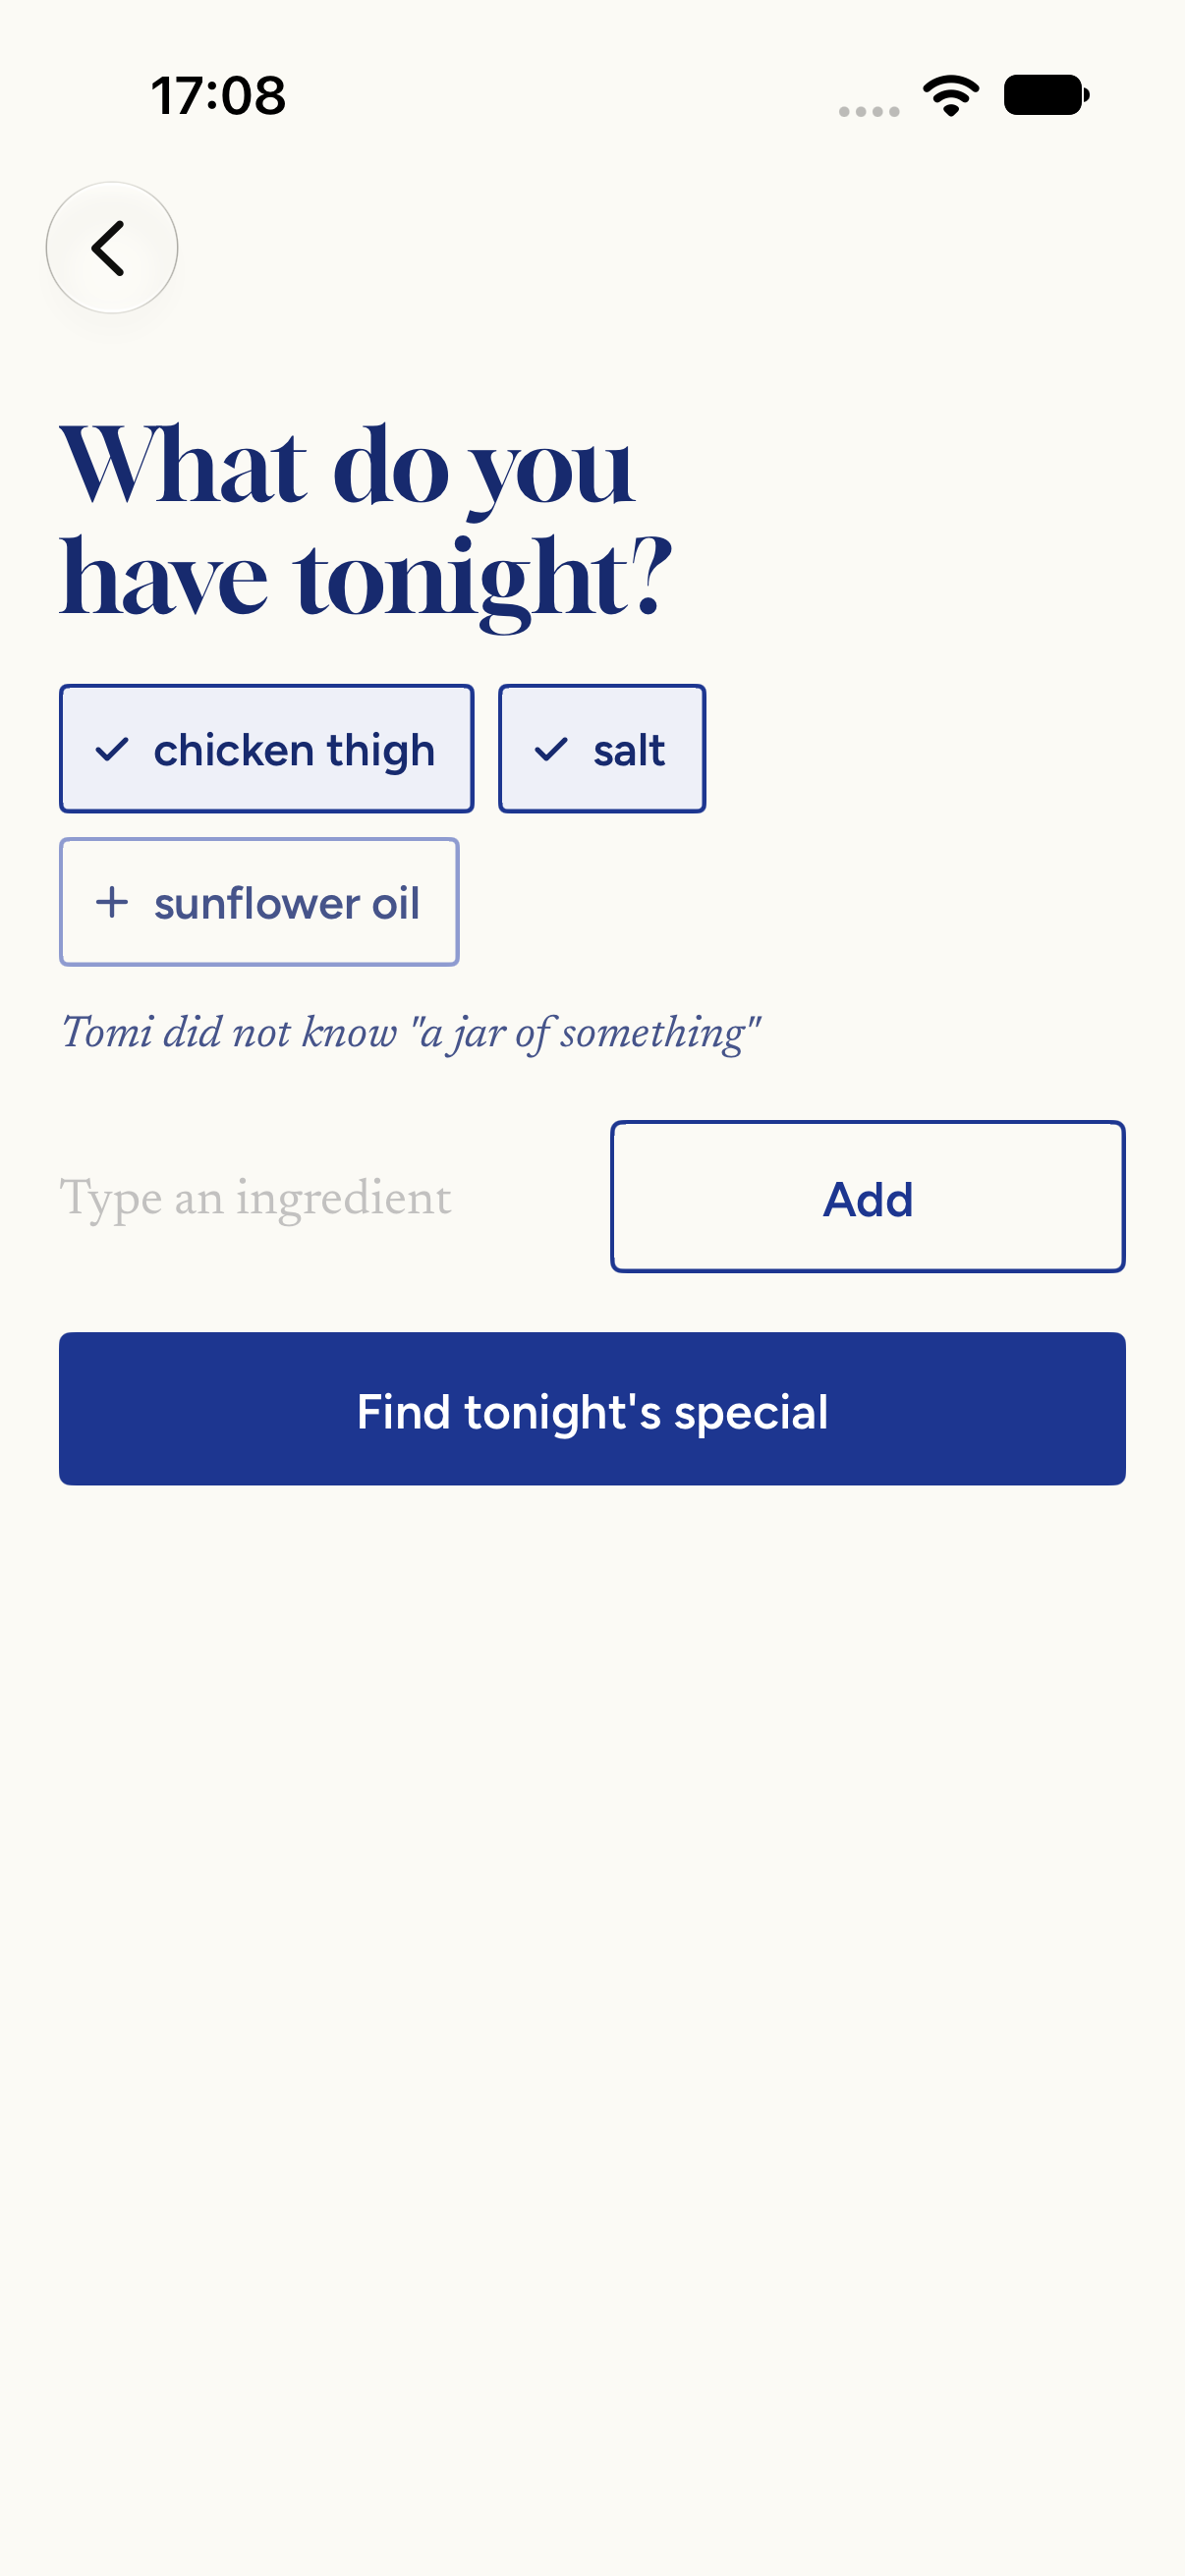 17:08
What do you
have tonight?
chicken thigh
salt
sunflower oil
Tomi did not know "a jar of something"
Type an ingredient
Add
Find tonight's special